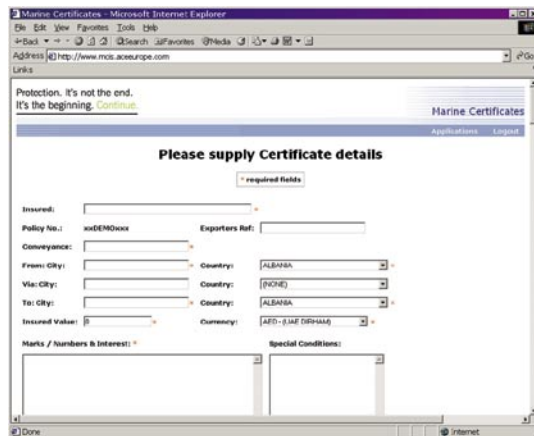 Marine Certificates - Microsoft Internet Explorer
File Edit View Favorites Tools Help
Back Search Favorites Media
Address http://www.mcis.aceeurope.com Go
Links
Protection. It's not the end.
It's the beginning. Continue.
Marine Certificates
Applications Logout
Please supply Certificate details
* required fields
Insured: *
Policy No.: xxDEMOxxx Exporters Ref:
Conveyance: *
From: City: * Country: ALBANIA *
Via: City: Country: (NONE)
To: City: * Country: ALBANIA *
Insured Value: 0 * Currency: AED - (UAE DIRHAM) *
Marks / Numbers & Interest: * Special Conditions:
Done Internet